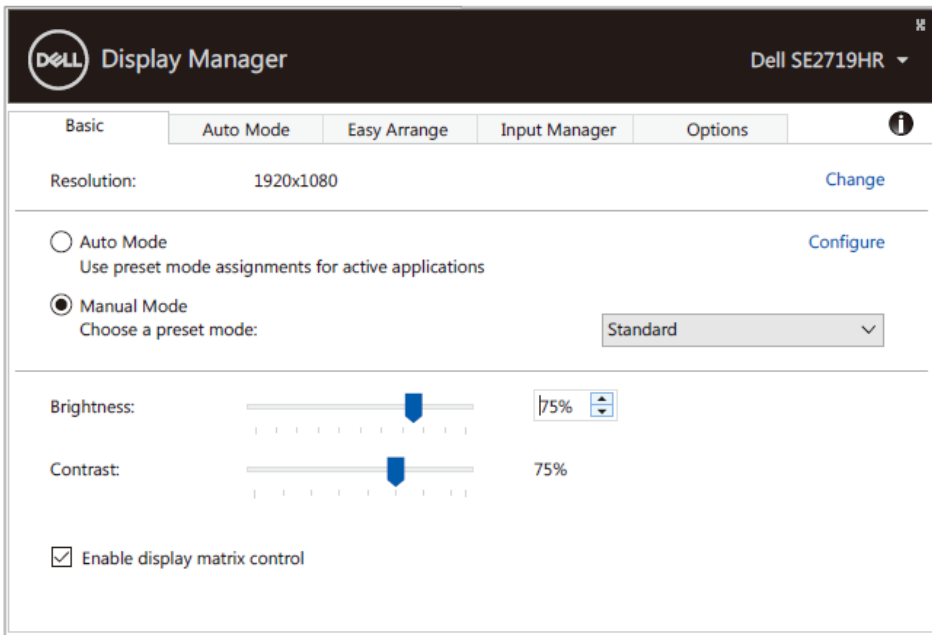 DELL Display Manager
Dell SE2719HR
Basic Auto Mode Easy Arrange Input Manager Options
Resolution: 1920x1080 Change
Auto Mode Configure
Use preset mode assignments for active applications
Manual Mode
Choose a preset mode: Standard
Brightness: 75%
Contrast: 75%
Enable display matrix control